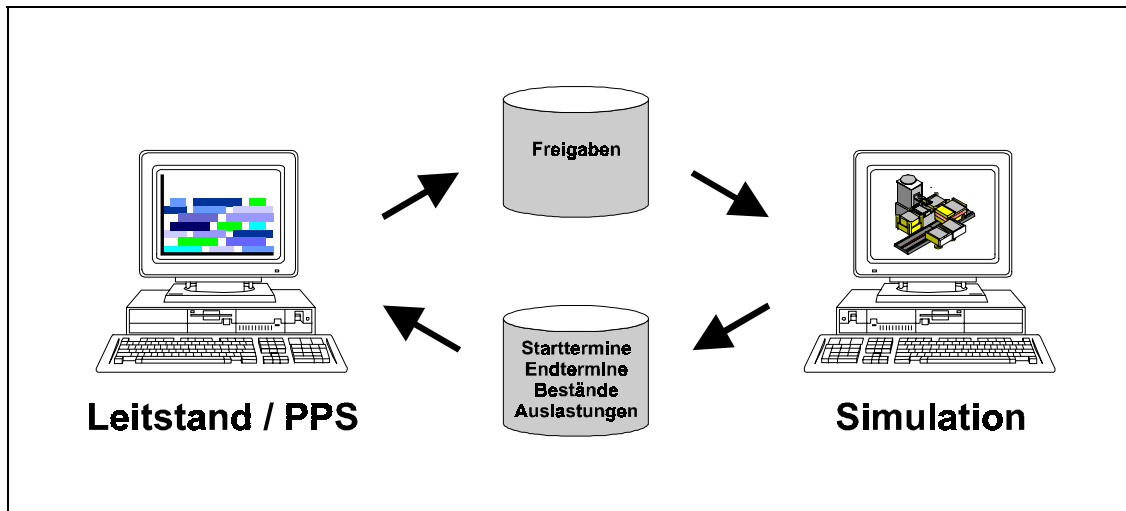 Freigaben
Starttermine
Endtermine
Bestände
Auslastungen
Leitstand / PPS
Simulation